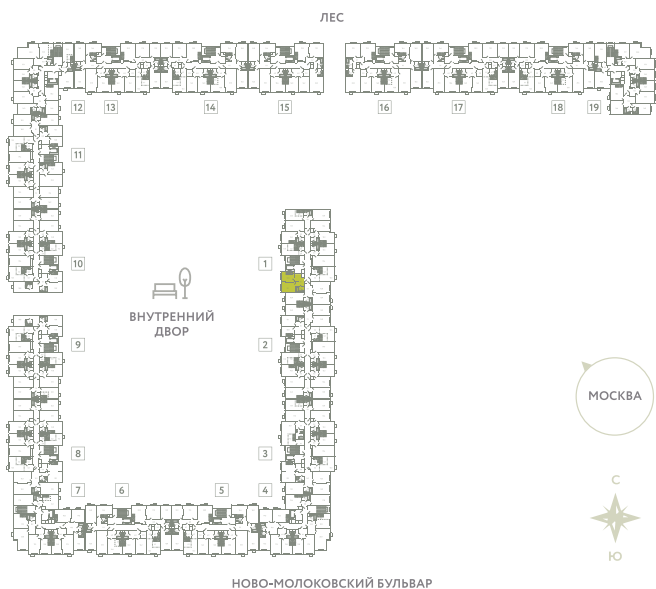 ЛЕС
12 13 14 15 16 17 18 19
11
10 1
ВНУТРЕННИЙ
ДВОР
9 2
МОСКВА
8 3
7 6 5 4
С
Ю
НОВО-МОЛОКОВСКИЙ БУЛЬВАР